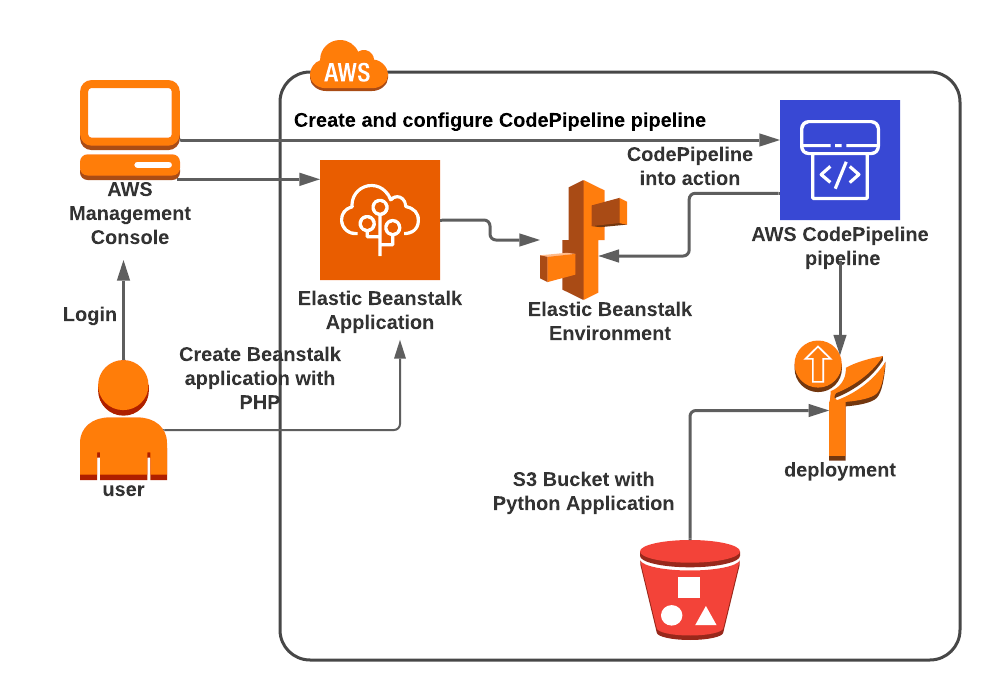 AWS
Create and configure CodePipeline pipeline
CodePipeline
into action
AWS
Management
Console
AWS CodePipeline
pipeline
Elastic Beanstalk
Application
Elastic Beanstalk
Environment
Login
Create Beanstalk
application with
PHP
user
deployment
S3 Bucket with
Python Application